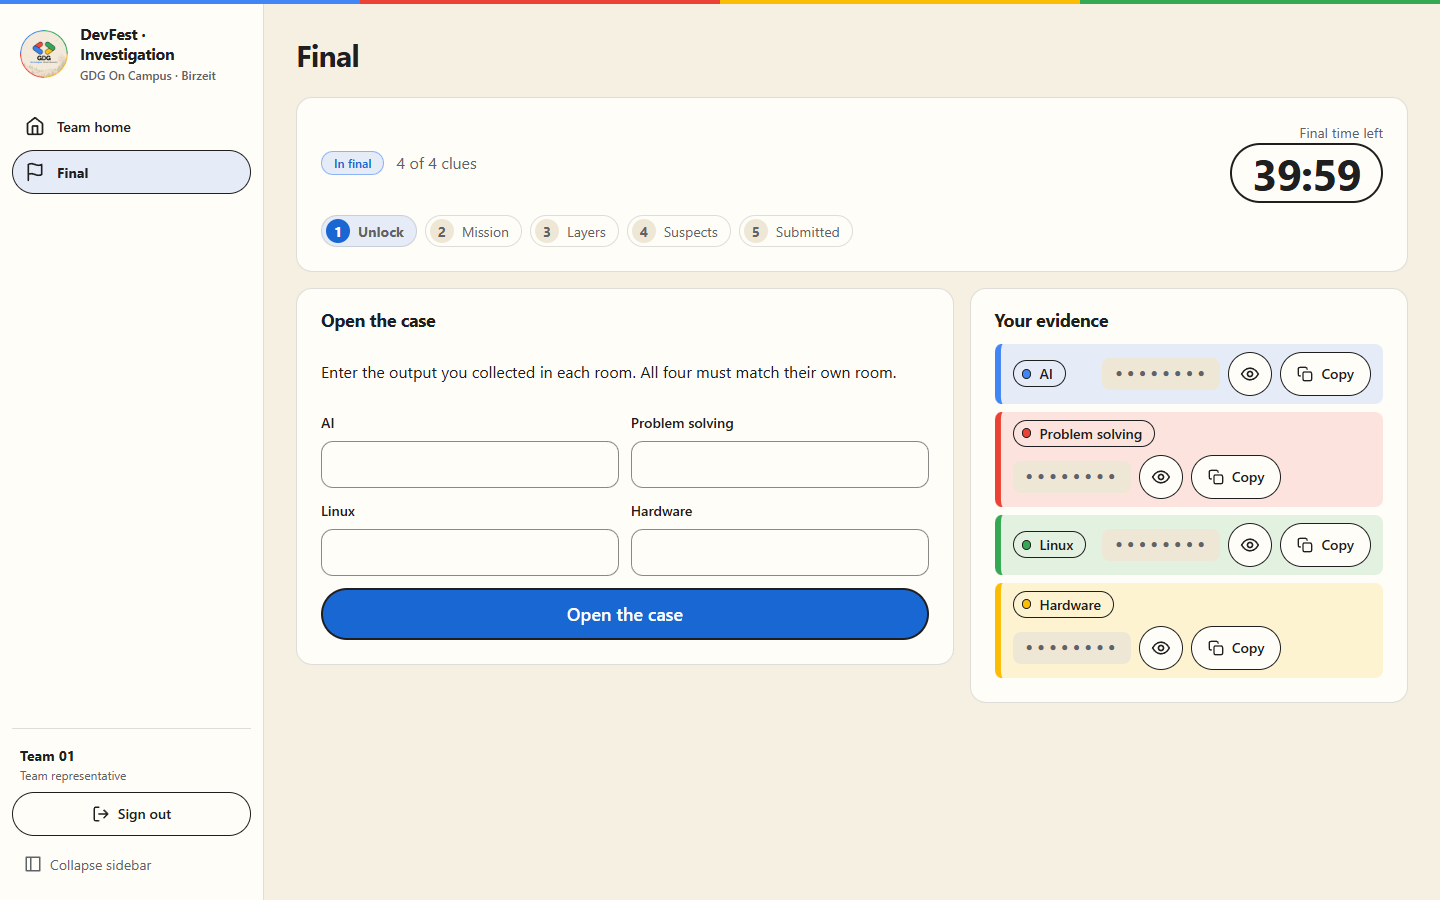 DevFest ·
Investigation
GDG On Campus · Birzeit
GDG
Team home
Final
Team 01
Team representative
Sign out
Collapse sidebar
Final
In final
4 of 4 clues
Final time left
39:59
1 Unlock
2 Mission
3 Layers
4 Suspects
5 Submitted
Open the case
Enter the output you collected in each room. All four must match their own room.
AI
Problem solving
Linux
Hardware
Open the case
Your evidence
AI
•••••••• Copy
Problem solving
•••••••• Copy
Linux
•••••••• Copy
Hardware
•••••••• Copy